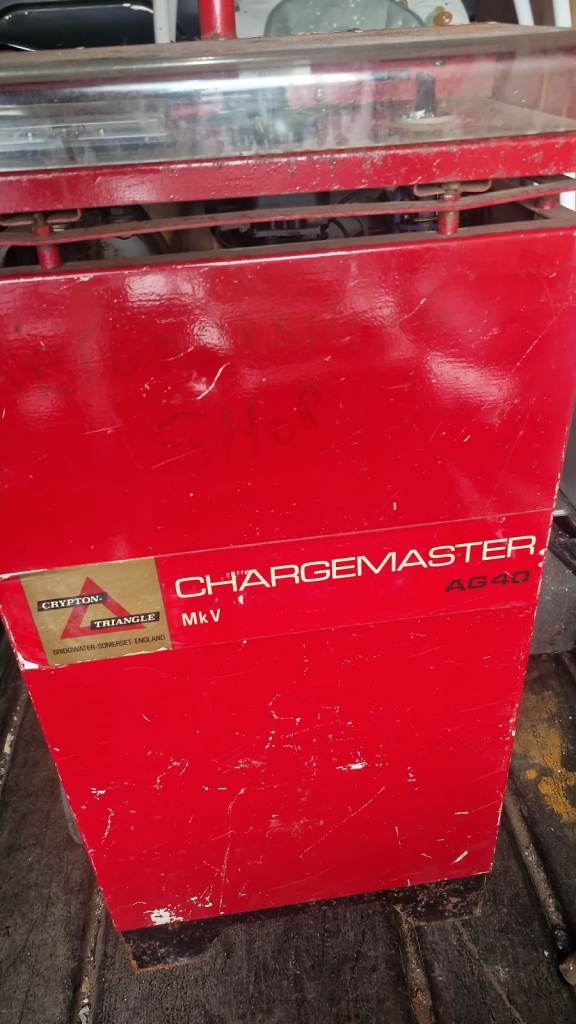 CRYPTON-
TRIANGLE
BRIDGWATER-SOMERSET-ENGLAND
CHARGEMASTER
AG40
MkV